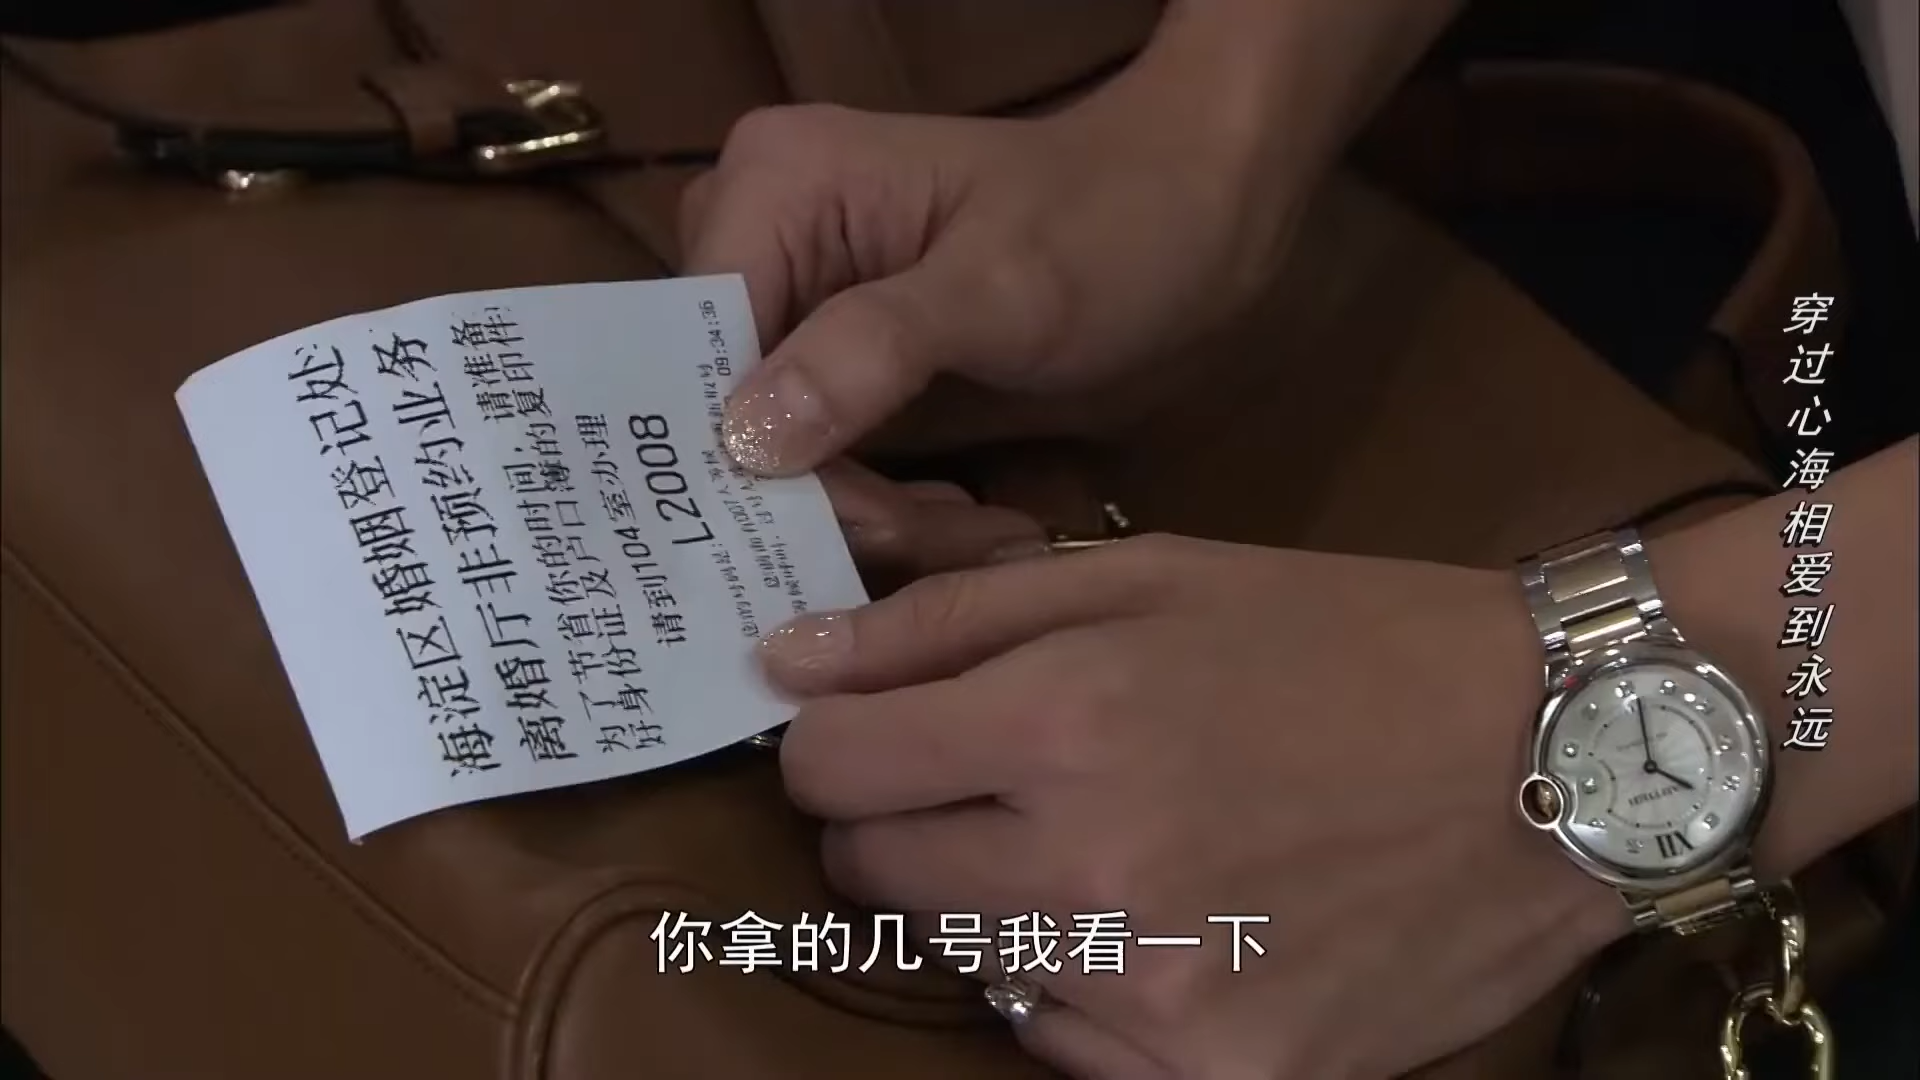 海淀区婚姻登记处:
离婚厅非预约业务
为了节省你的时间,请准备
好身份证及户口薄的复印件!
请到104室办理
L2008
09:34:36
XII
穿过心海相爱到永远
你拿的几号我看一下